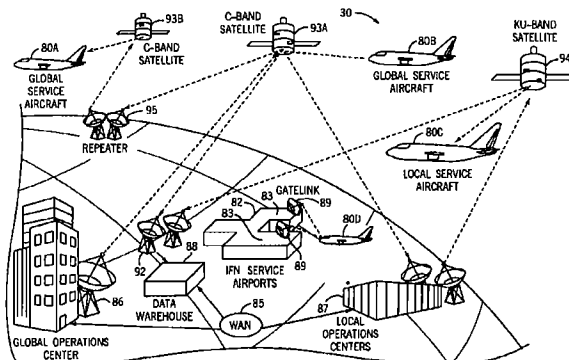 93B
C-BAND
SATELLITE
80A
GLOBAL
SERVICE
AIRCRAFT
C-BAND
SATELLITE
93A
30
80B
GLOBAL SERVICE
AIRCRAFT
KU-BAND
SATELLITE
94
80C
LOCAL SERVICE
AIRCRAFT
95
REPEATER
GATELINK
82
83
89
83
80D
89
IFN SERVICE
AIRPORTS
92
88
DATA
WAREHOUSE
86
85
WAN
87
LOCAL
OPERATIONS
CENTERS
GLOBAL OPERATIONS
CENTER